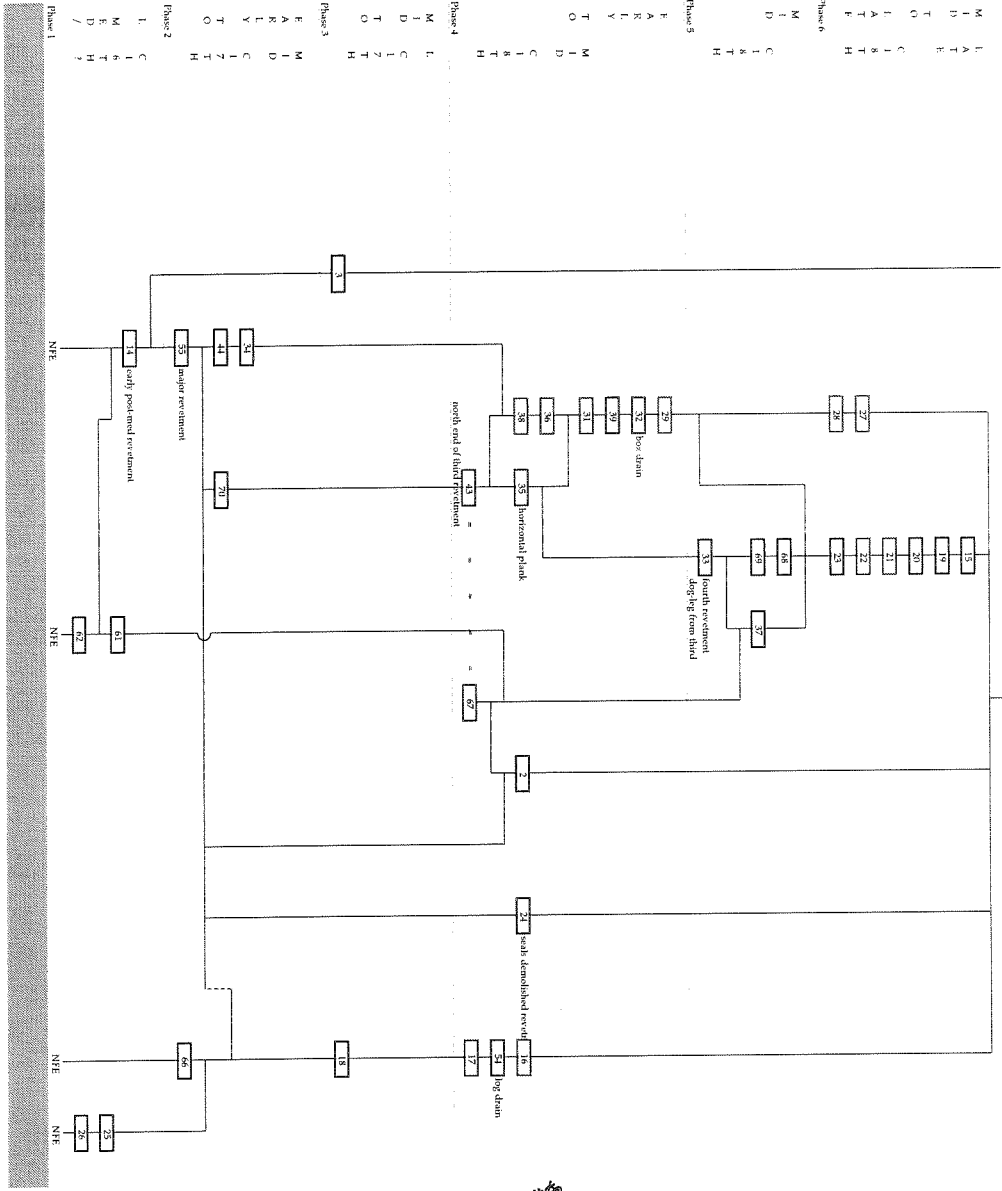 Phase 6
Phase 5
Phase 4
Phase 3
Phase 2
Phase 1
3
15
19
20
21
22
23
27
28
68
69
37
33 fourth revetment
dog-leg from third
29
32 box drain
39
31
36
38
35 horizontal plank
2
24 seals demolished
16
54 log drain
17
43 = = = = = 67
north end of third revetment
18
34
44
70
55 major revetment
66
14 early post-med revetment
61
62
25
26
NFE
NFE
NFE
NFE